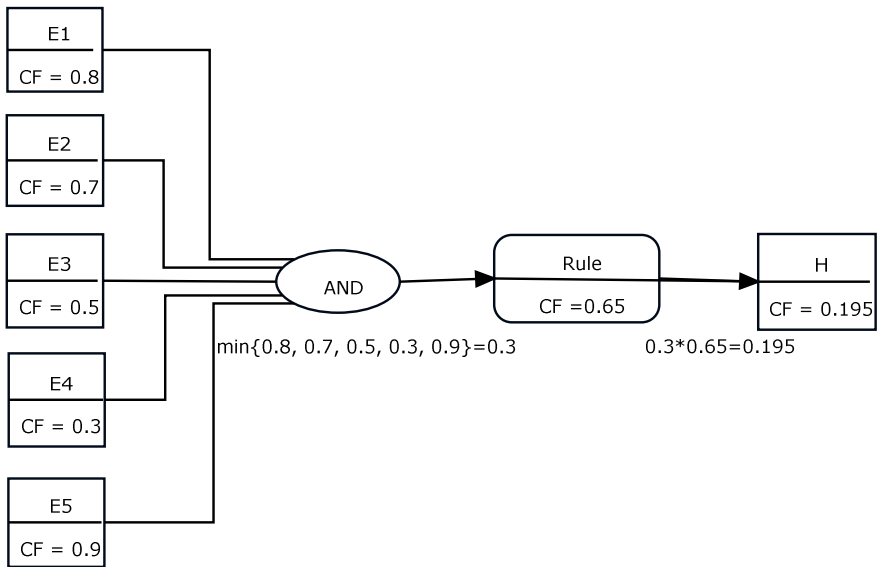 E1
CF = 0.8
E2
CF = 0.7
E3
CF = 0.5
E4
CF = 0.3
E5
CF = 0.9
AND
min{0.8, 0.7, 0.5, 0.3, 0.9}=0.3
Rule
CF =0.65
0.3*0.65=0.195
H
CF = 0.195